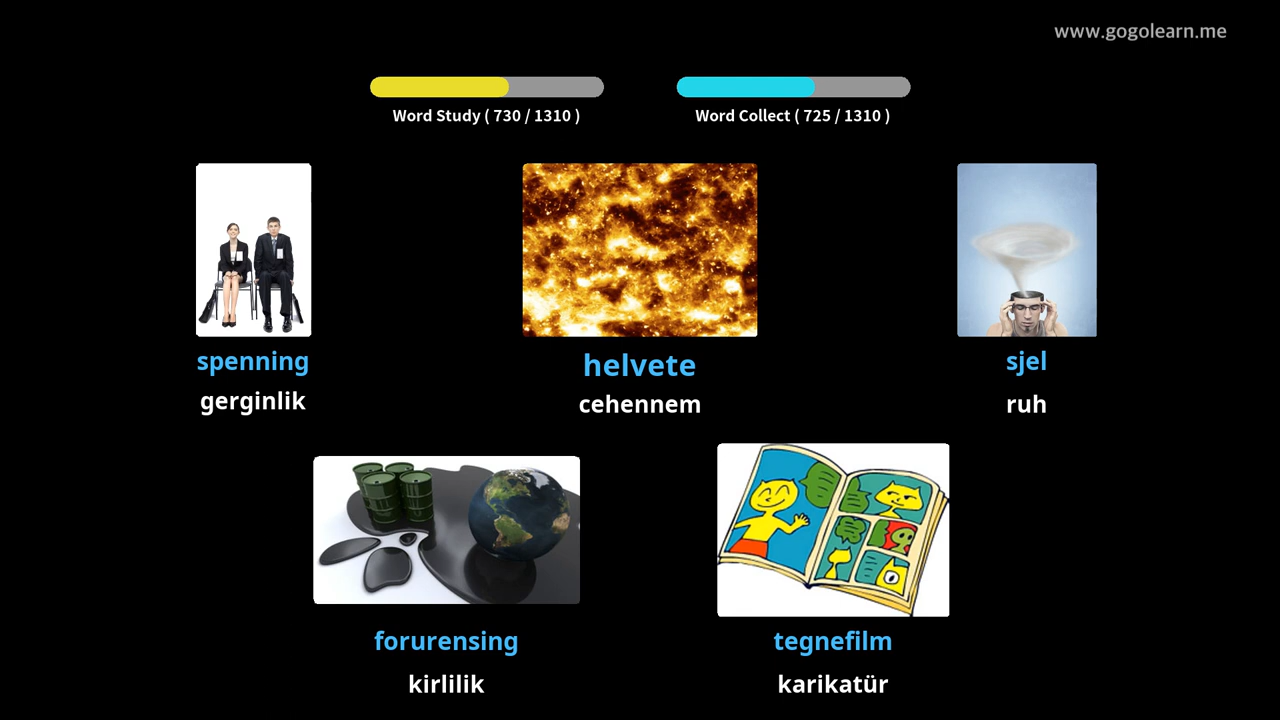 www.gogolearn.me
Word Study ( 730 / 1310 )
Word Collect ( 725 / 1310 )
spenning
gerginlik
helvete
cehennem
sjel
ruh
forurensing
kirlilik
tegnefilm
karikatür